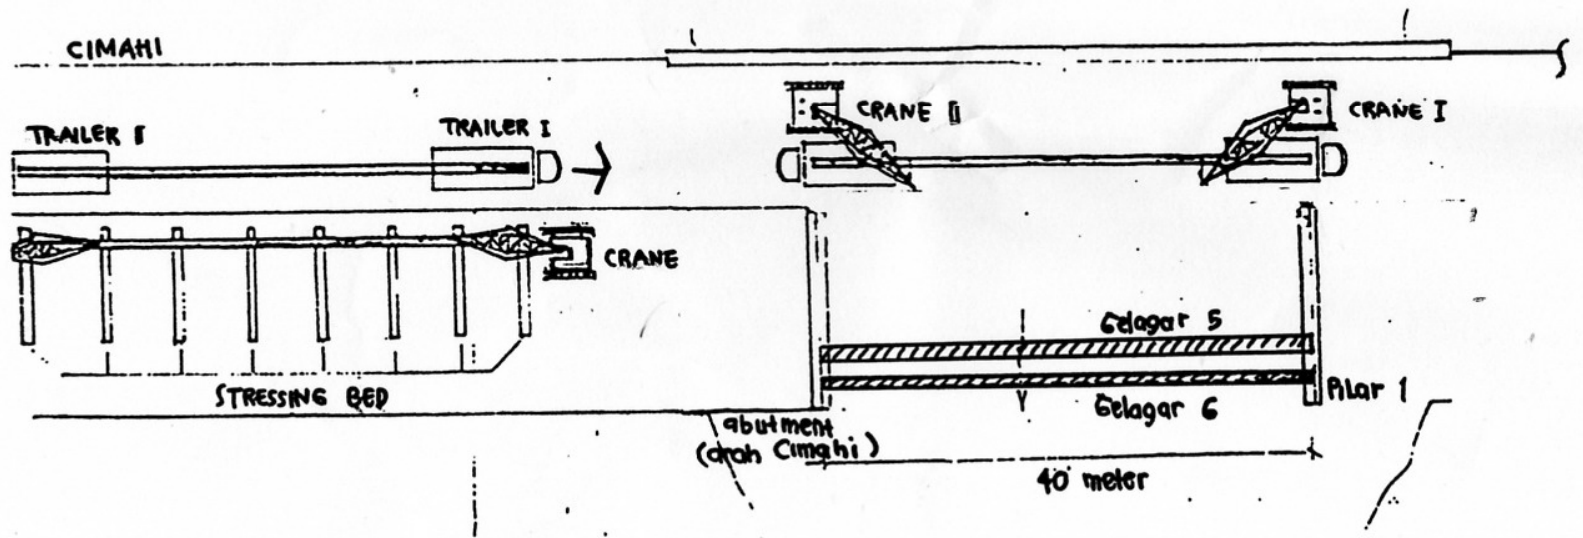 CIMAHI
TRAILER II
TRAILER I
CRANE II
CRANE I
CRANE
STRESSING BED
Gelagar 5
Gelagar 6
Pilar 1
abutment
(arah Cimahi)
40 meter